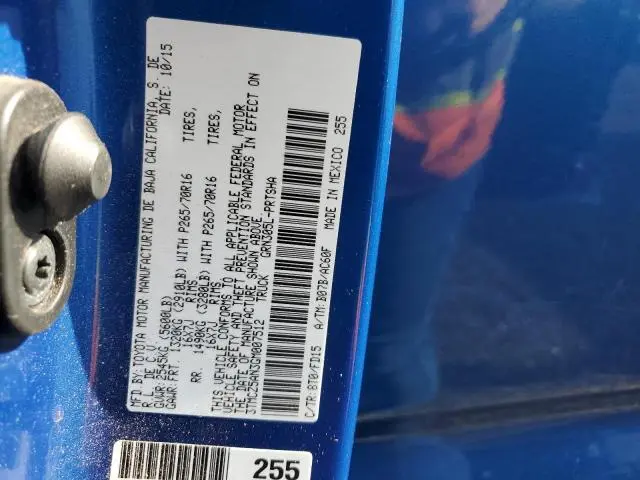 MFD.BY:TOYOTA MOTOR MANUFACTURING DE BAJA CALIFORNIA, S. DE
R. L. DE C.V. DATE: 10/15
GVWR: 2545KG (5600LB)
GAWR:FRT. 1320KG (2910LB) WITH P265/70R16 TIRES,
16X7J RIMS,
RR. 1490KG (3280LB) WITH P265/70R16 TIRES,
16X7J RIMS,
THIS VEHICLE CONFORMS TO ALL APPLICABLE FEDERAL MOTOR
VEHICLE SAFETY AND THEFT PREVENTION STANDARDS IN EFFECT ON
THE DATE OF MANUFACTURE SHOWN ABOVE.
3TMCZ5AN3GM007512 TRUCK GRN305L-PRTSHA
C/TR:8T0/FD15 A/TM:B07B/AC60F MADE IN MEXICO 255
255